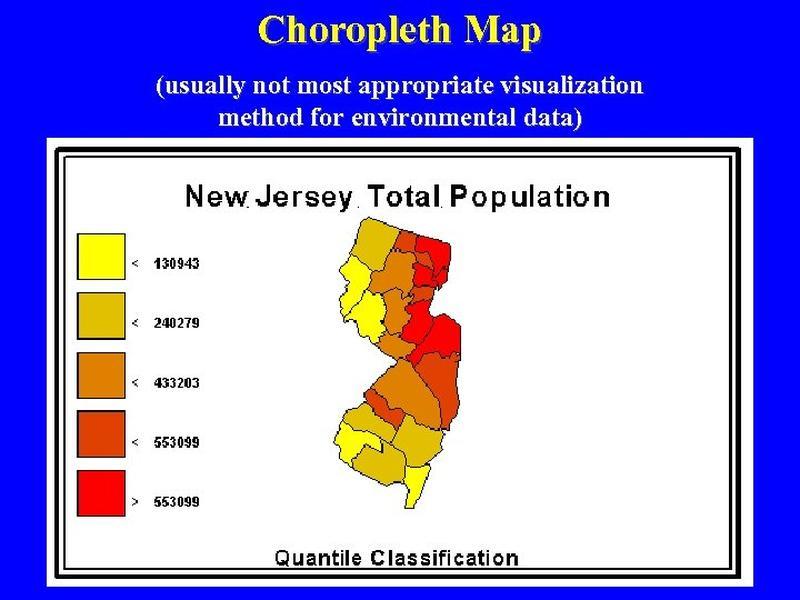 Choropleth Map
(usually not most appropriate visualization
method for environmental data)
New Jersey Total Population
< 130943
< 240279
< 433203
< 553099
> 553099
Quantile Classification